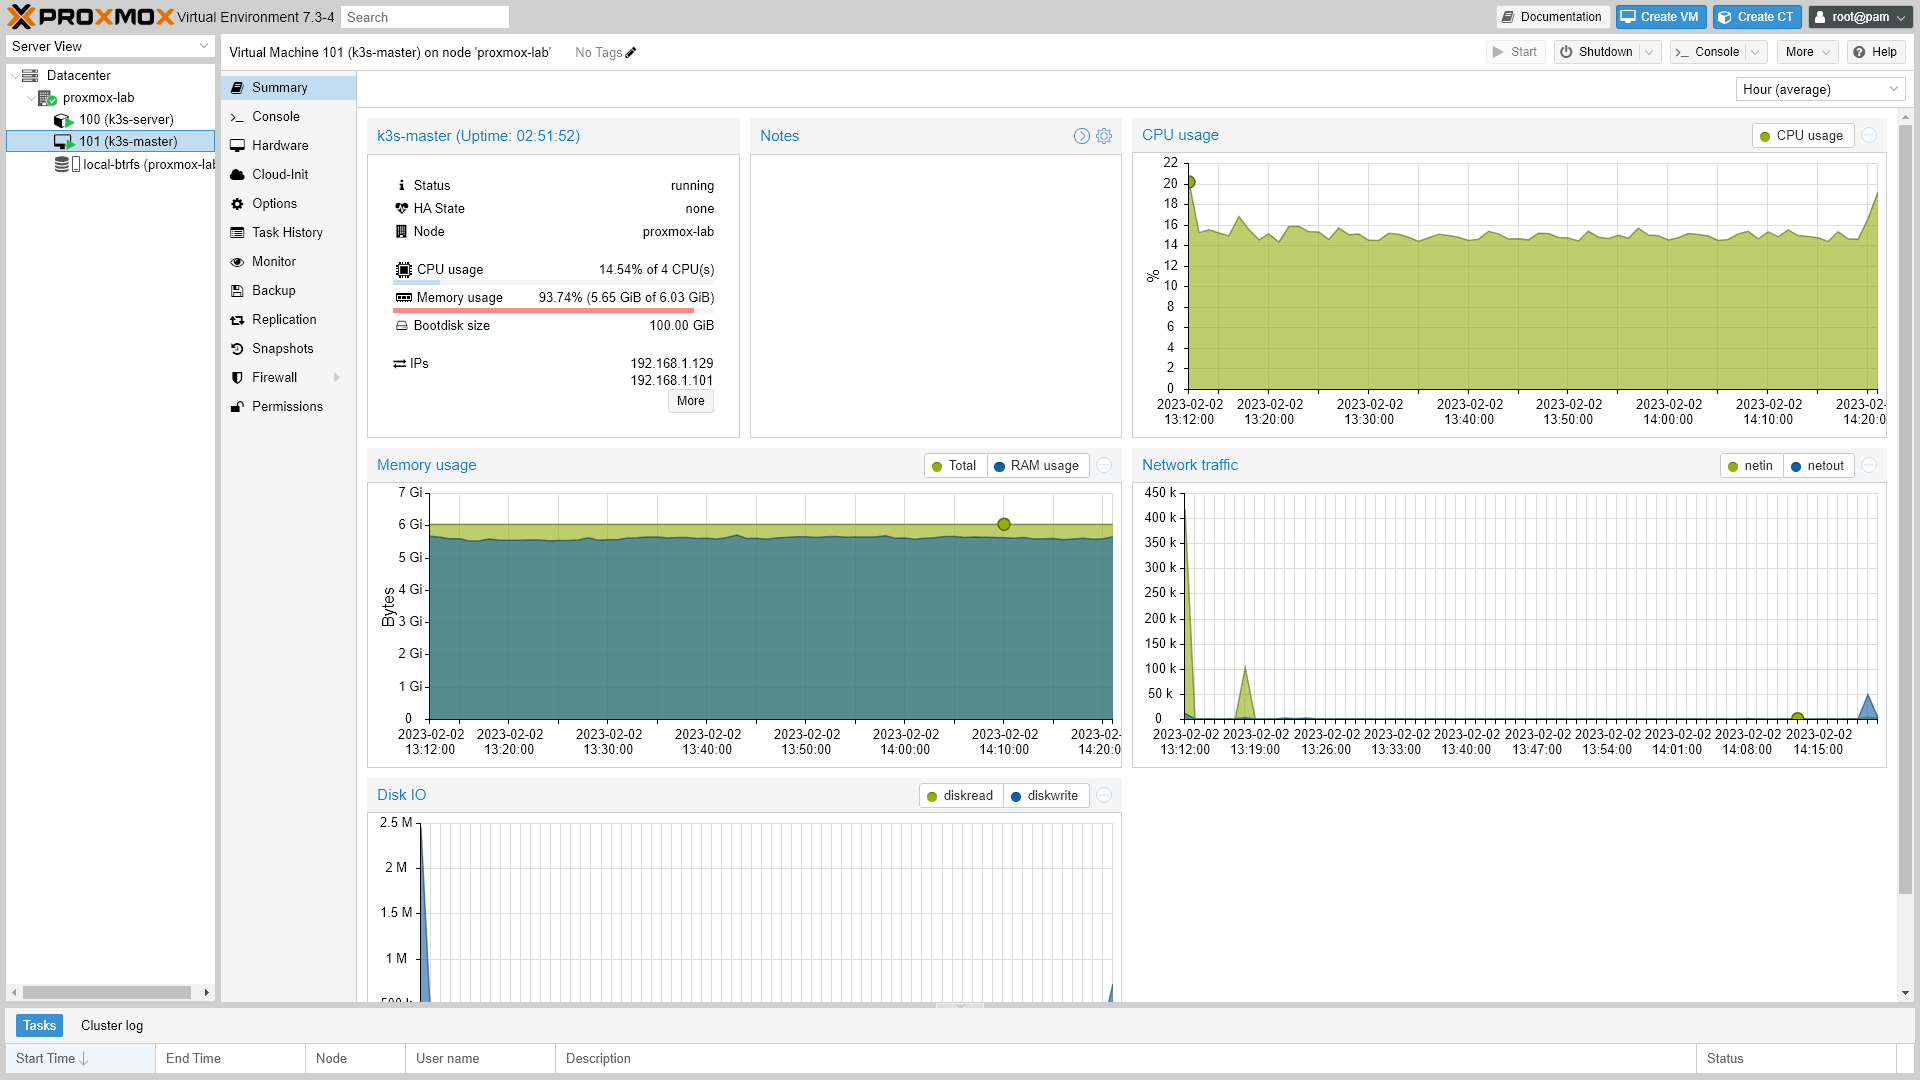 PROXMOX Virtual Environment 7.3-4 Search Documentation Create VM Create CT root@pam
Server View
Datacenter
proxmox-lab
100 (k3s-server)
101 (k3s-master)
local-btrfs (proxmox-lab
Virtual Machine 101 (k3s-master) on node 'proxmox-lab' No Tags Start Shutdown Console More Help
Summary
Console
Hardware
Cloud-Init
Options
Task History
Monitor
Backup
Replication
Snapshots
Firewall
Permissions
Hour (average)
k3s-master (Uptime: 02:51:52)
Status running
HA State none
Node proxmox-lab
CPU usage 14.54% of 4 CPU(s)
Memory usage 93.74% (5.65 GiB of 6.03 GiB)
Bootdisk size 100.00 GiB
IPs 192.168.1.129
192.168.1.101
More
Notes
CPU usage CPU usage
22
20
18
16
14
12
10
8
6
4
2
0
%
2023-02-02 2023-02-02 2023-02-02 2023-02-02 2023-02-02 2023-02-02 2023-02-02 2023-02-
13:12:00 13:20:00 13:30:00 13:40:00 13:50:00 14:00:00 14:10:00 14:20:0
Memory usage Total RAM usage
7 Gi
6 Gi
5 Gi
4 Gi
3 Gi
2 Gi
1 Gi
0
Bytes
2023-02-02 2023-02-02 2023-02-02 2023-02-02 2023-02-02 2023-02-02 2023-02-02 2023-0
13:12:00 13:20:00 13:30:00 13:40:00 13:50:00 14:00:00 14:10:00 14:20:0
Network traffic netin netout
450 k
400 k
350 k
300 k
250 k
200 k
150 k
100 k
50 k
0
2023-02-02 2023-02-02 2023-02-02 2023-02-02 2023-02-02 2023-02-02 2023-02-02 2023-02-02 2023-02-02 2023-02-02
13:12:00 13:19:00 13:26:00 13:33:00 13:40:00 13:47:00 13:54:00 14:01:00 14:08:00 14:15:00
Disk IO diskread diskwrite
2.5 M
2 M
1.5 M
1 M
500 k
Tasks Cluster log
Start Time End Time Node User name Description Status